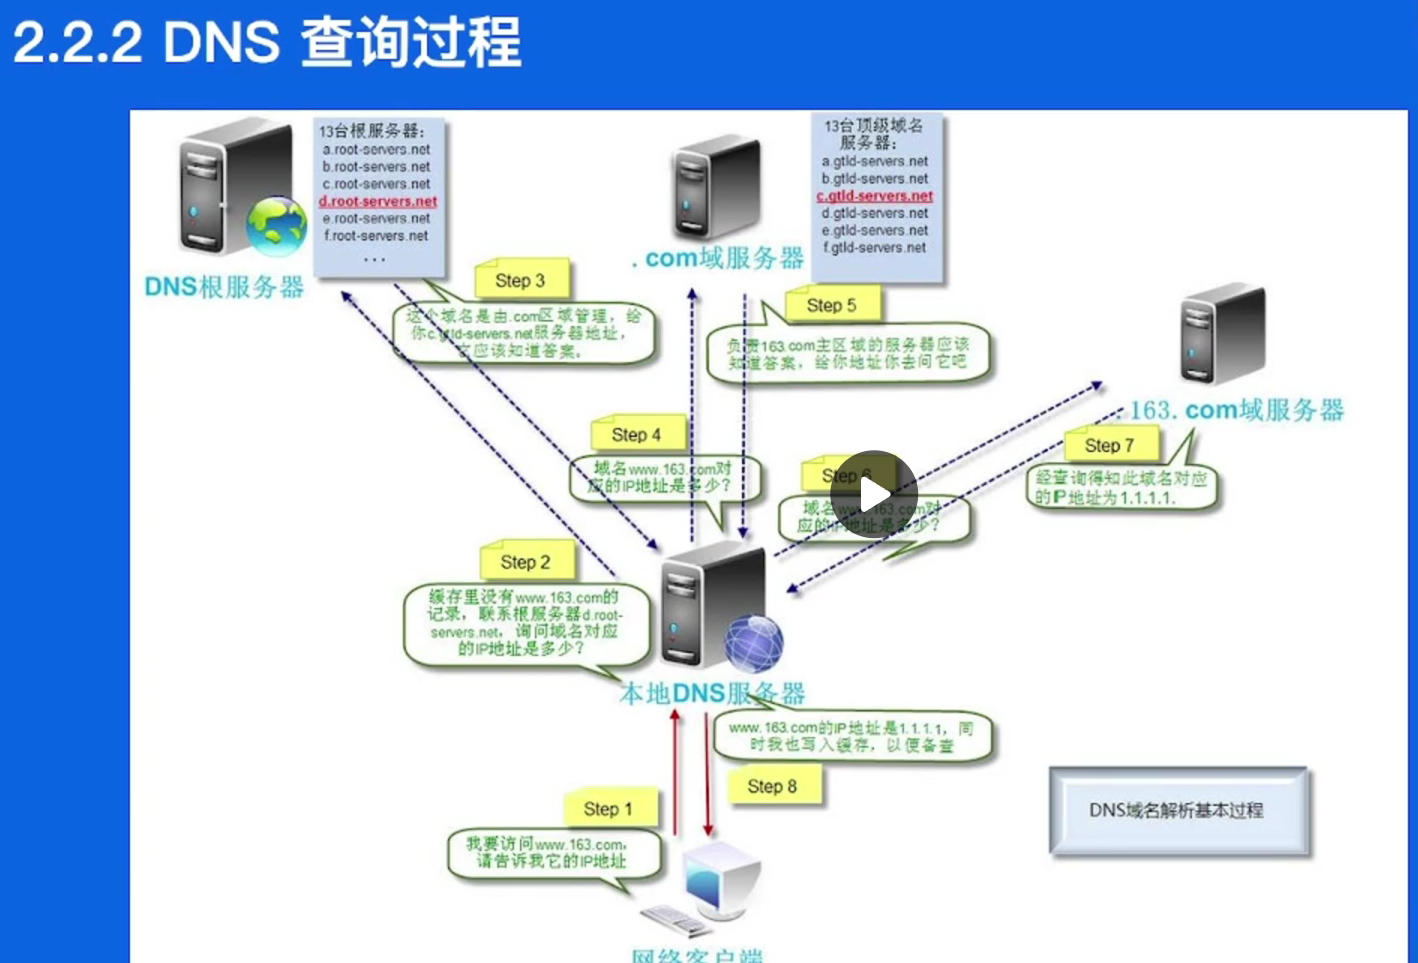 2.2.2 DNS 查询过程
13台根服务器:
a.root-servers.net
b.root-servers.net
c.root-servers.net
d.root-servers.net
e.root-servers.net
f.root-servers.net
...
DNS根服务器
13台顶级域名
服务器:
a.gtld-servers.net
b.gtld-servers.net
c.gtld-servers.net
d.gtld-servers.net
e.gtld-servers.net
f.gtld-servers.net
.com域服务器
Step 3
这个域名是由.com区域管理，给
你c.gtld-servers.net服务器地址，
它应该知道答案。
Step 5
负责163.com主区域的服务器应该
知道答案，给你地址你去问它吧
.163.com域服务器
Step 4
域名www.163.com对
应的IP地址是多少?
Step 6
域名www.163.com对
应的IP地址是多少?
Step 7
经查询得知此域名对应
的IP地址为1.1.1.1.
Step 2
缓存里没有www.163.com的
记录，联系根服务器d.root-
servers.net，询问域名对应
的IP地址是多少?
本地DNS服务器
www.163.com的IP地址是1.1.1.1，同
时我也写入缓存，以便备查
Step 8
Step 1
我要访问www.163.com，
请告诉我它的IP地址
DNS域名解析基本过程
网络客户端